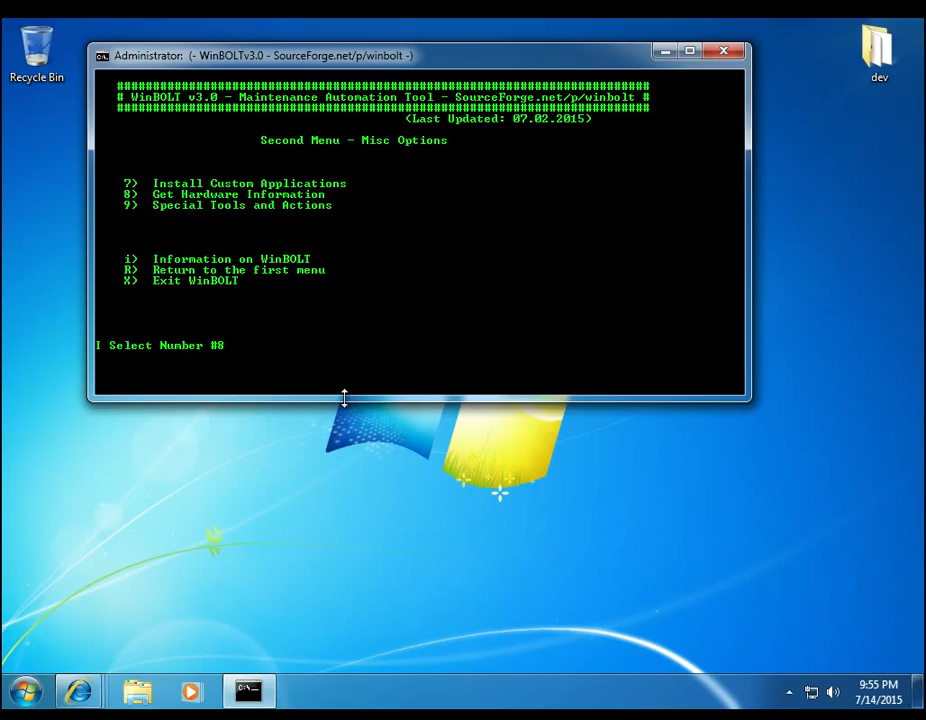 Recycle Bin
dev
Administrator: (- WinBOLTv3.0 - SourceForge.net/p/winbolt -)
##########################################################################
# WinBOLT v3.0 - Maintenance Automation Tool - SourceForge.net/p/winbolt #
##########################################################################
(Last Updated: 07.02.2015)
Second Menu - Misc Options
7) Install Custom Applications
8) Get Hardware Information
9) Special Tools and Actions
i) Information on WinBOLT
R) Return to the first menu
X) Exit WinBOLT
I Select Number #8
9:55 PM
7/14/2015